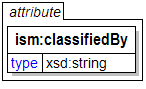 attribute
ism:classifiedBy
type xsd:string